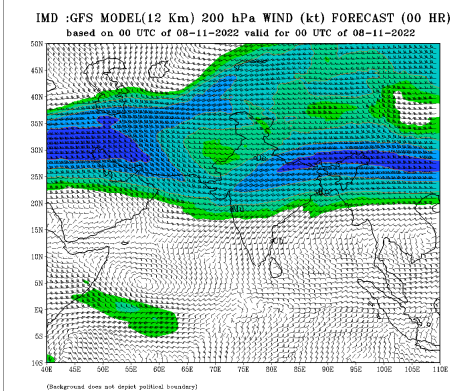 IMD :GFS MODEL(12 Km) 200 hPa WIND (kt) FORECAST (00 HR)
based on 00 UTC of 08-11-2022 valid for 00 UTC of 08-11-2022
50N
45N
40N
35N
30N
25N
20N
15N
10N
5N
EQ
5S
10S
40E 45E 50E 55E 60E 65E 70E 75E 80E 85E 90E 95E 100E 105E 110E
(Background does not depict political boundary)